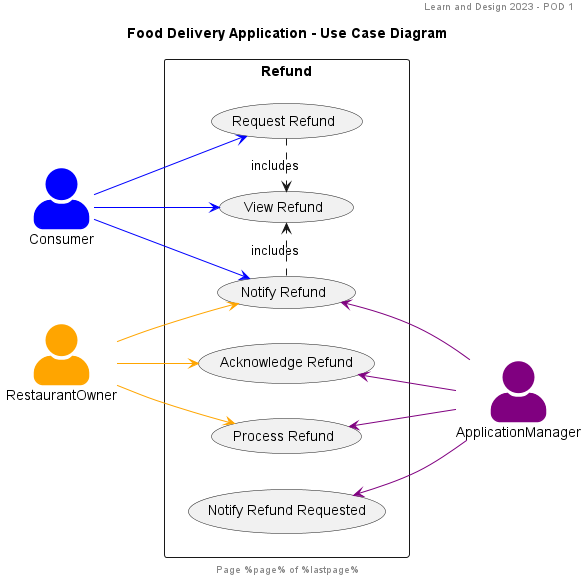 Learn and Design 2023 - POD 1
Food Delivery Application - Use Case Diagram
Refund
Request Refund
includes
View Refund
Consumer
includes
Notify Refund
Acknowledge Refund
RestaurantOwner
ApplicationManager
Process Refund
Notify Refund Requested
Page %page% of %lastpage%